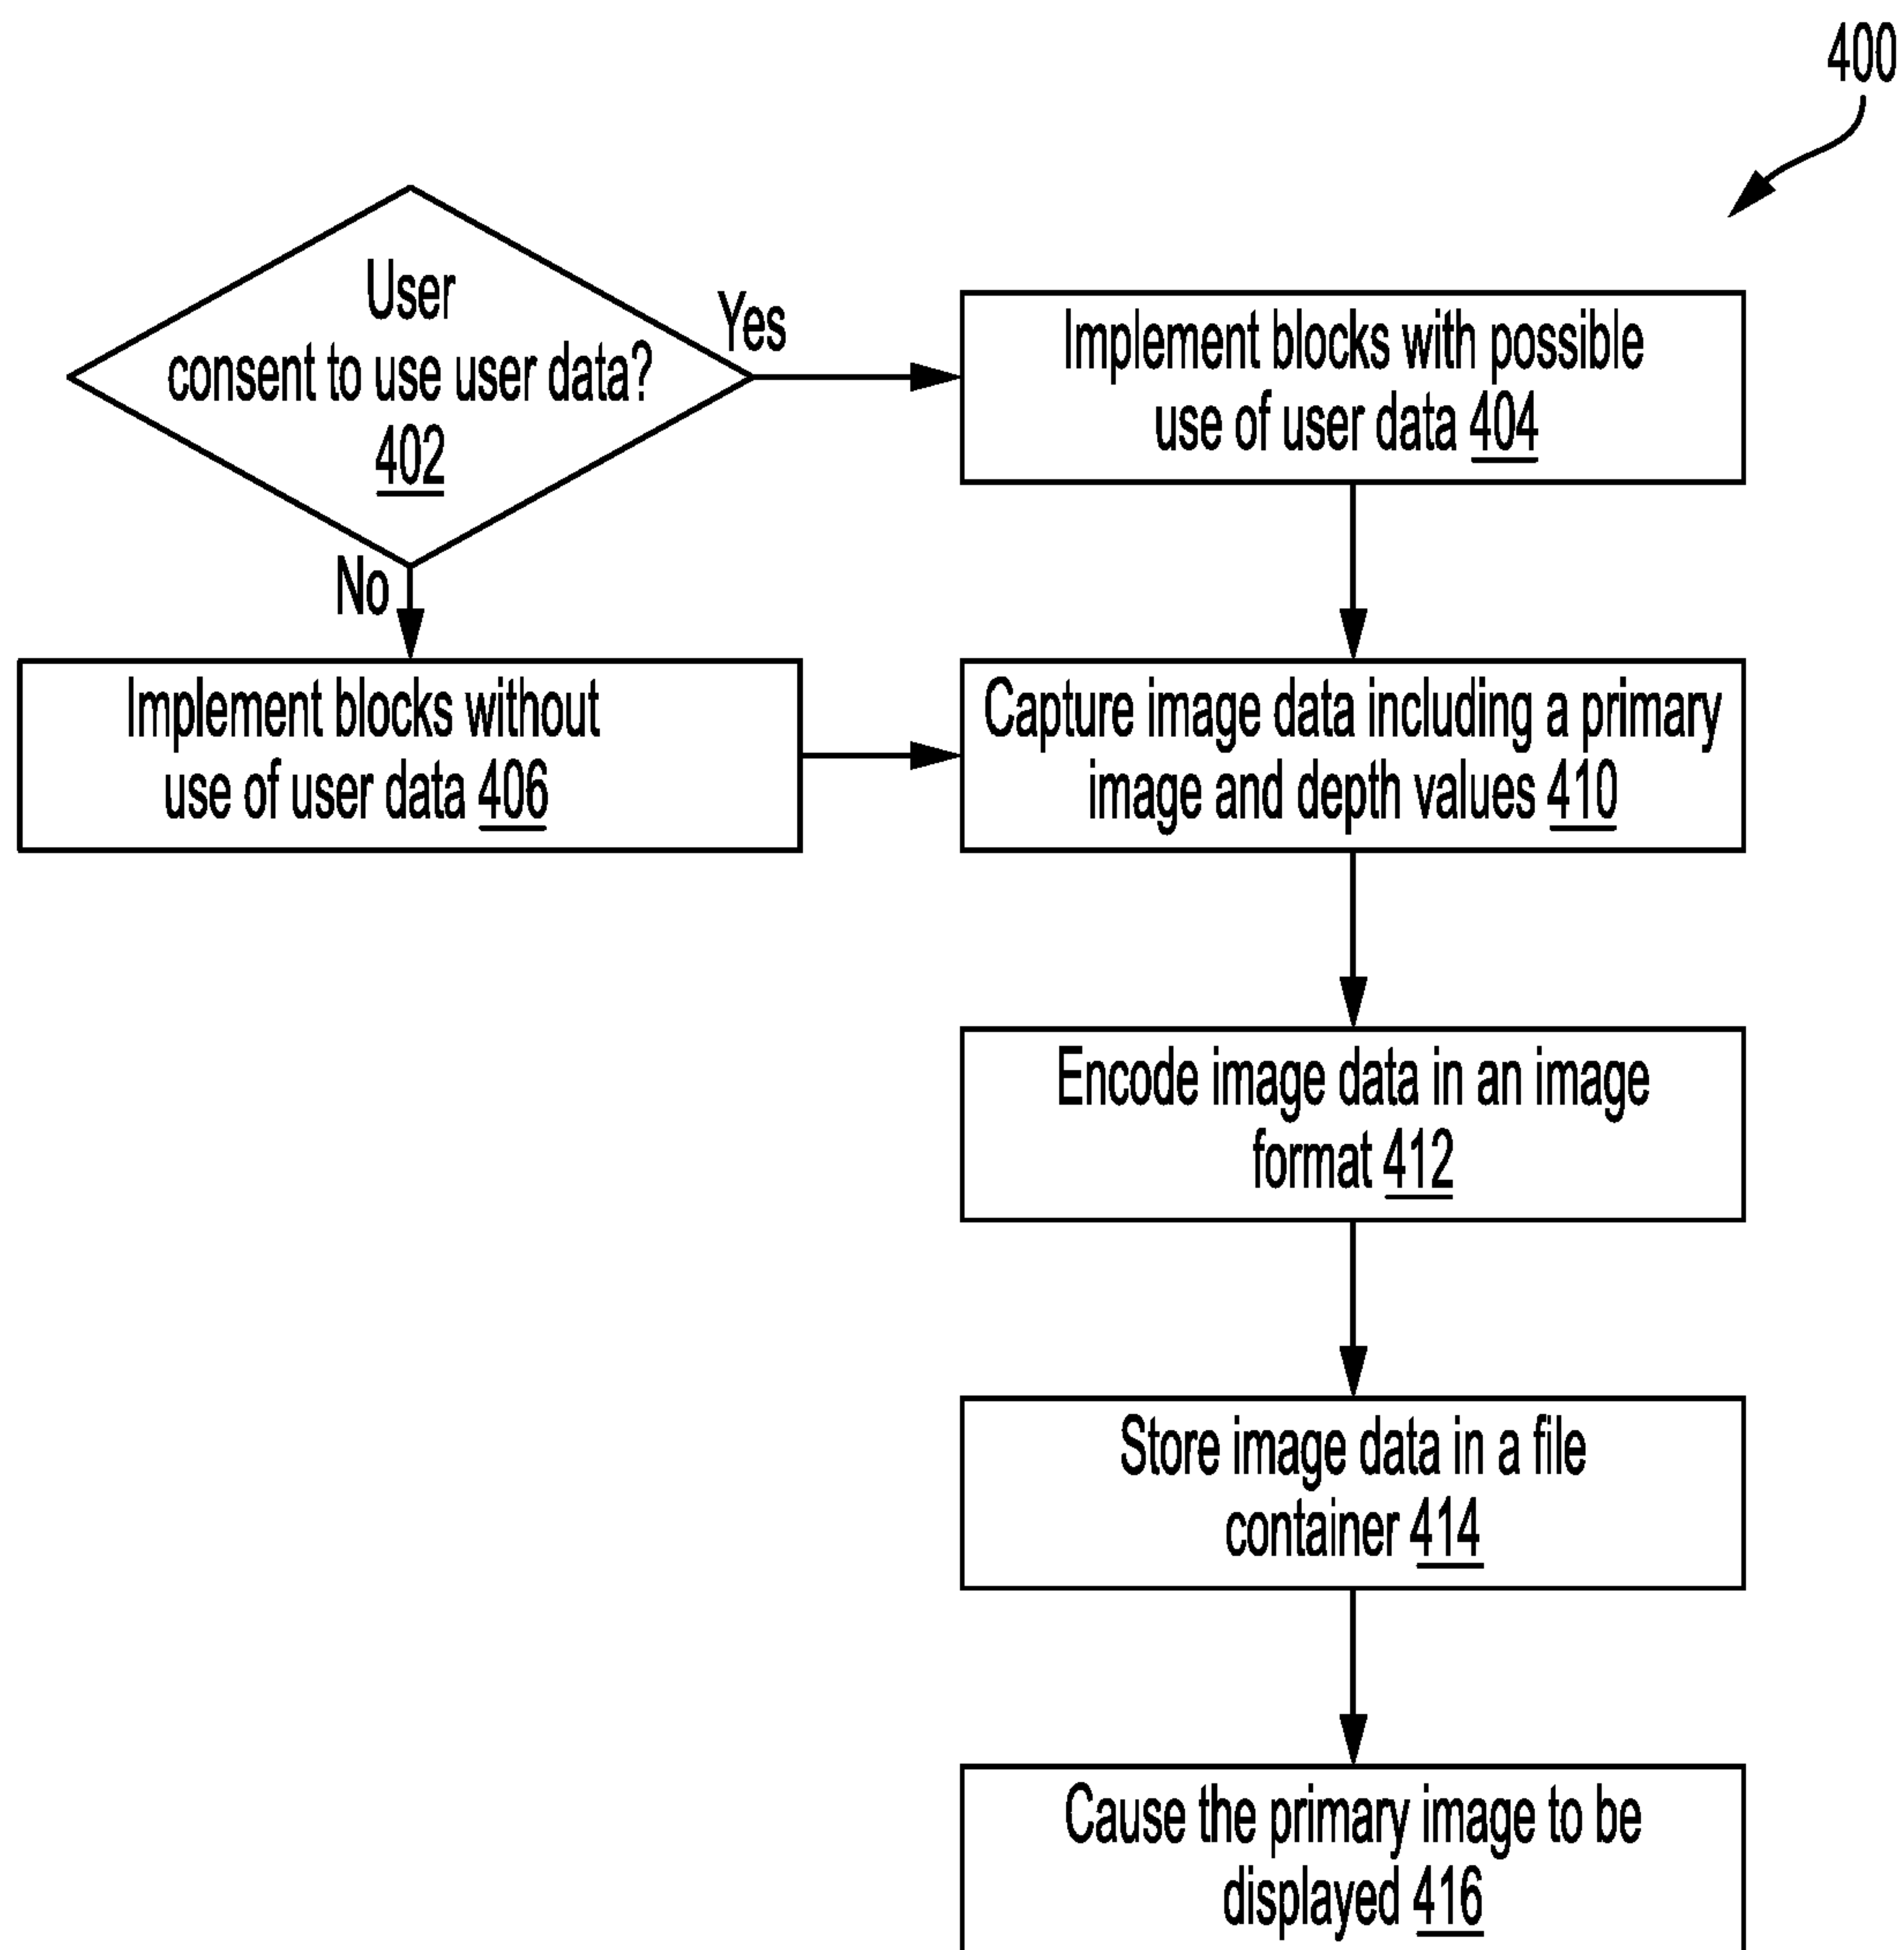 400
User
consent to use user data?
402
Yes
Implement blocks with possible
use of user data 404
No
Implement blocks without
use of user data 406
Capture image data including a primary
image and depth values 410
Encode image data in an image
format 412
Store image data in a file
container 414
Cause the primary image to be
displayed 416